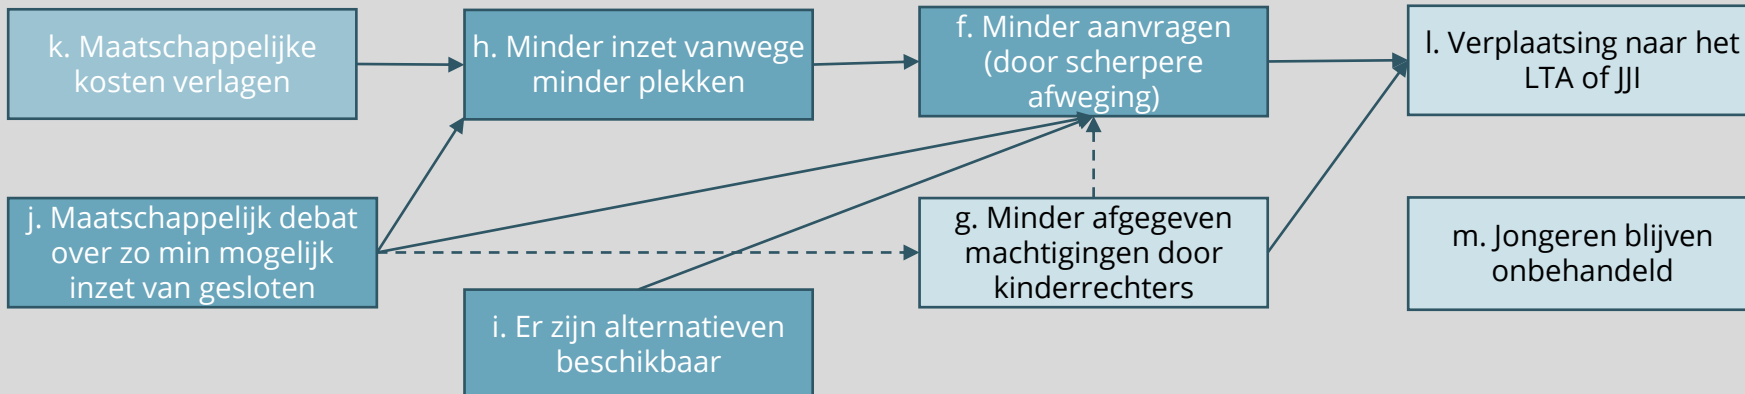 k. Maatschappelijke
kosten verlagen
h. Minder inzet vanwege
minder plekken
f. Minder aanvragen
(door scherpere
afweging)
l. Verplaatsing naar het
LTA of JJI
j. Maatschappelijk debat
over zo min mogelijk
inzet van gesloten
i. Er zijn alternatieven
beschikbaar
g. Minder afgegeven
machtigingen door
kinderrechters
m. Jongeren blijven
onbehandeld